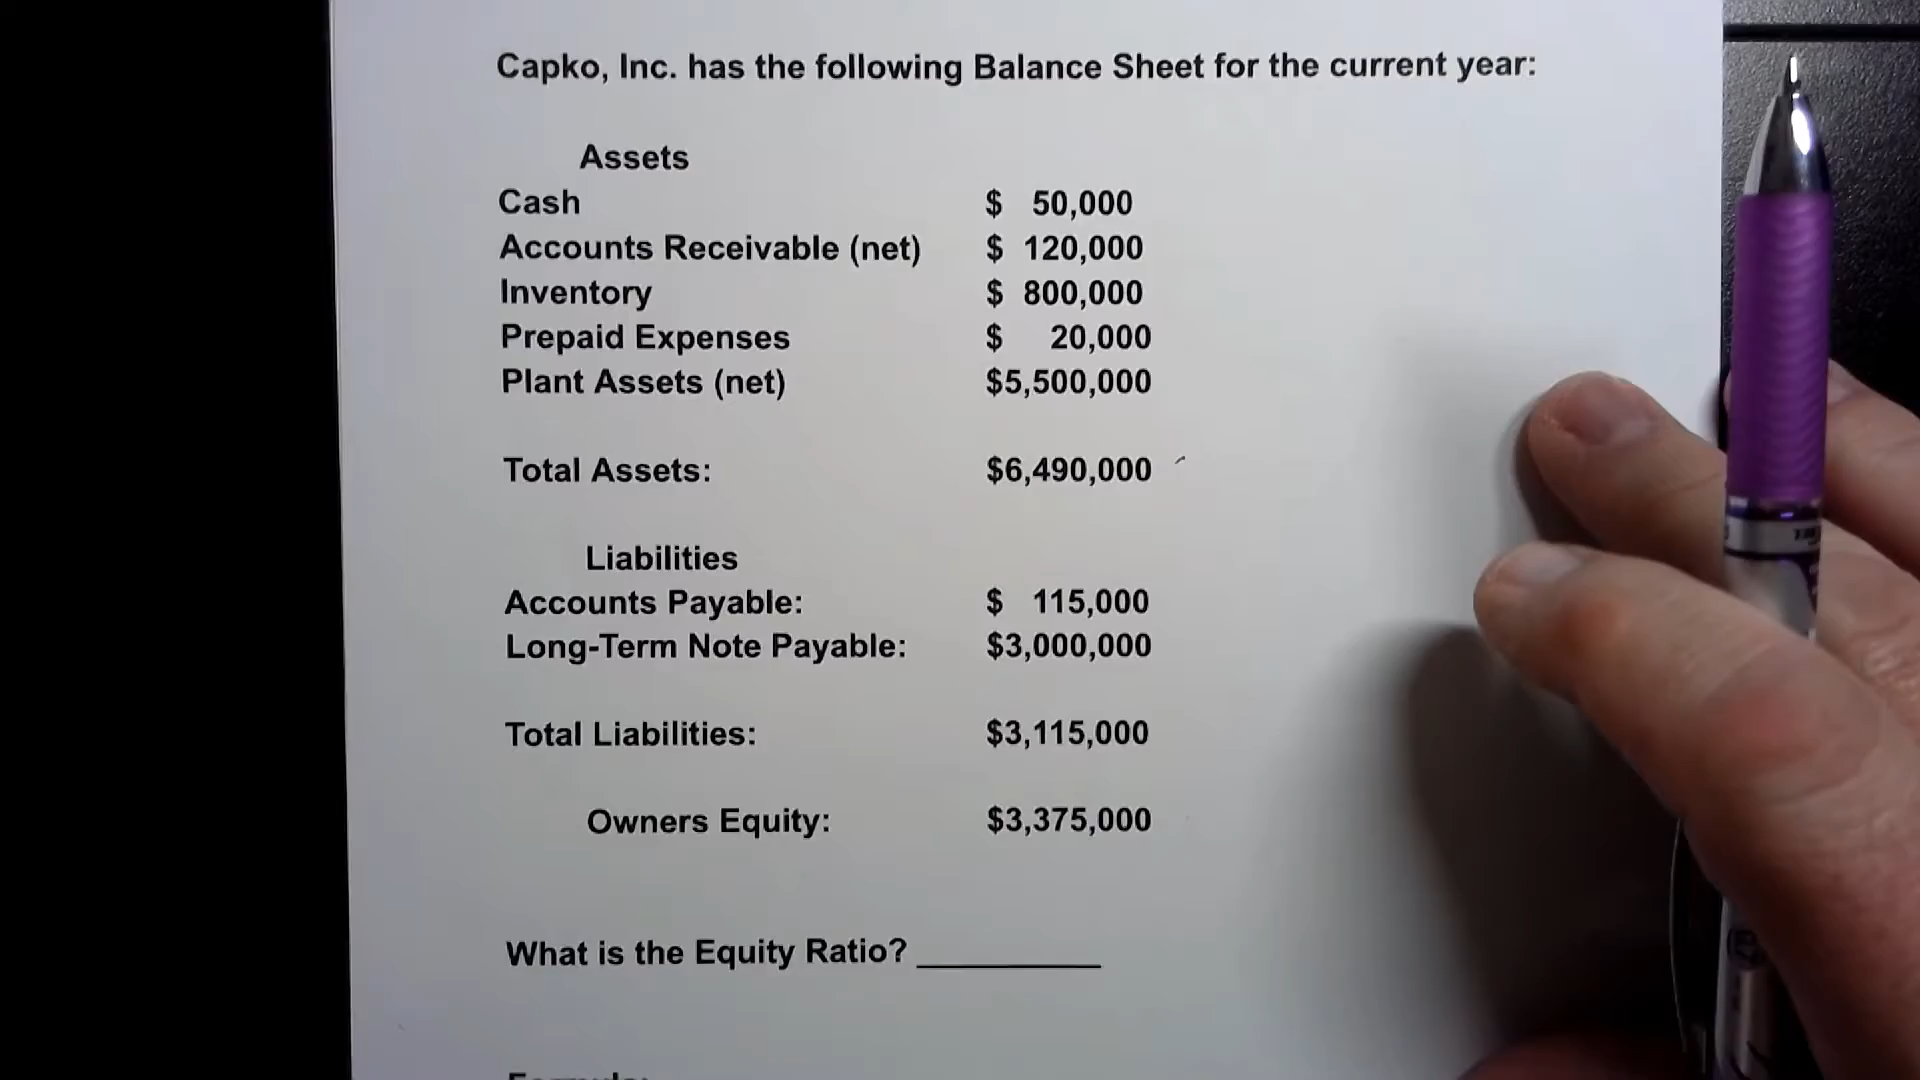 Capko, Inc. has the following Balance Sheet for the current year:
Assets
Cash $ 50,000
Accounts Receivable (net) $ 120,000
Inventory $ 800,000
Prepaid Expenses $ 20,000
Plant Assets (net) $5,500,000
Total Assets: $6,490,000
Liabilities
Accounts Payable: $ 115,000
Long-Term Note Payable: $3,000,000
Total Liabilities: $3,115,000
Owners Equity: $3,375,000
What is the Equity Ratio? __________